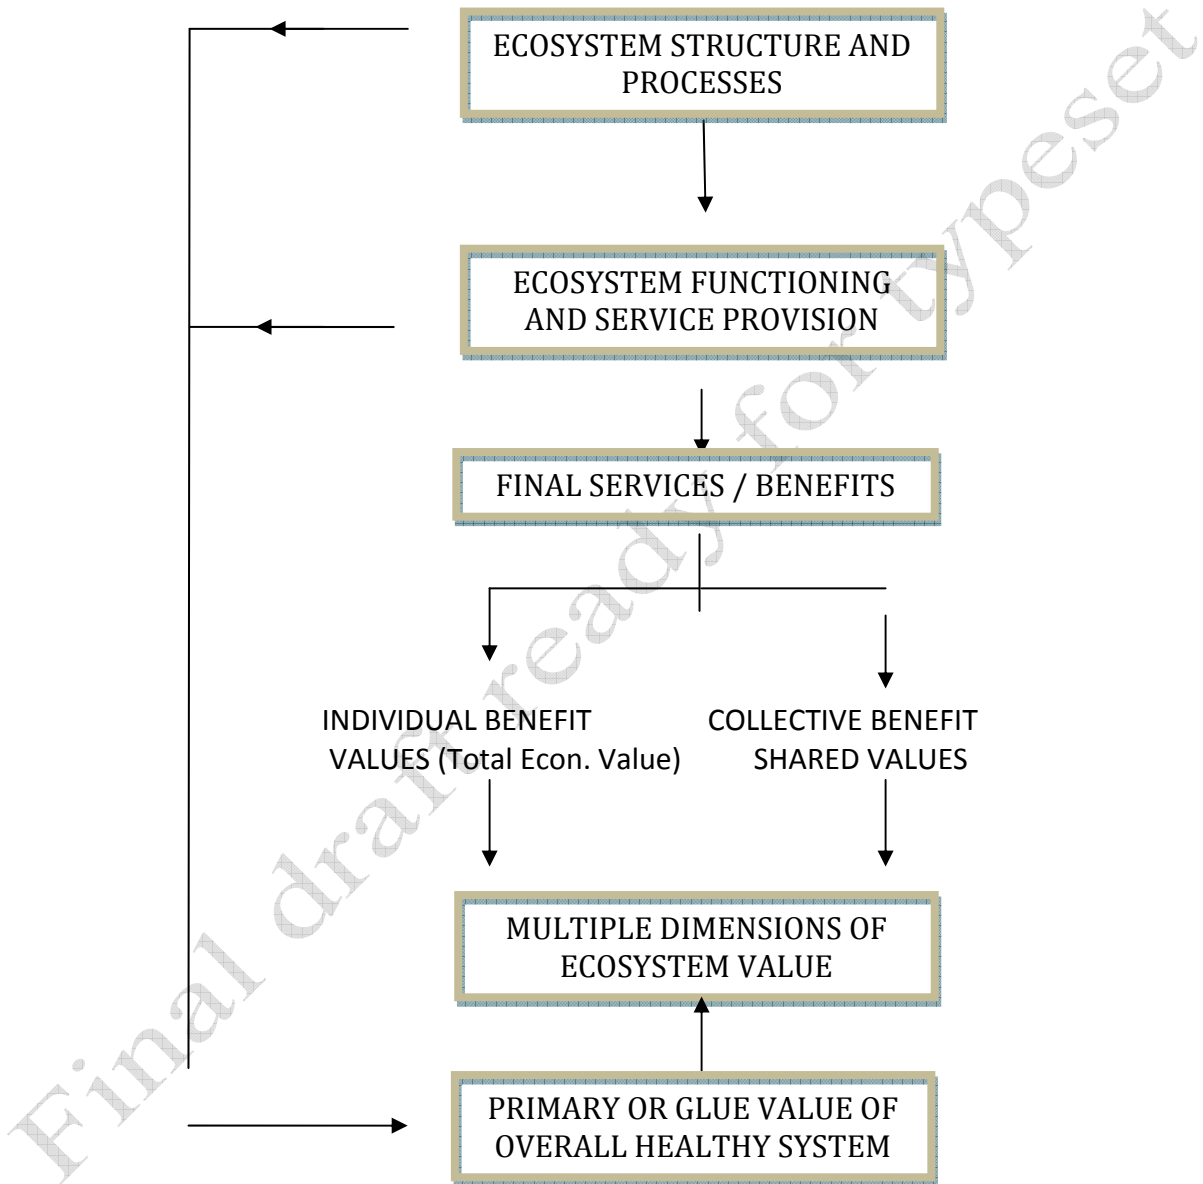 ECOSYSTEM STRUCTURE AND
PROCESSES
ECOSYSTEM FUNCTIONING
AND SERVICE PROVISION
FINAL SERVICES / BENEFITS
INDIVIDUAL BENEFIT
VALUES (Total Econ. Value)
COLLECTIVE BENEFIT
SHARED VALUES
MULTIPLE DIMENSIONS OF
ECOSYSTEM VALUE
PRIMARY OR GLUE VALUE OF
OVERALL HEALTHY SYSTEM
Final draft ready for typeset